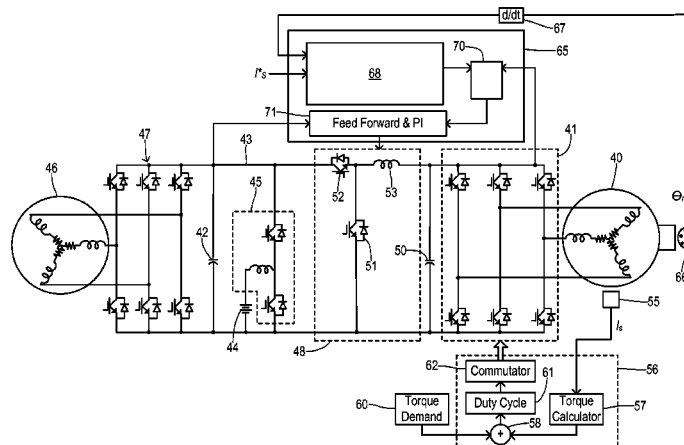 d/dt
67
70
65
I*s
68
71
Feed Forward & PI
47
43
41
46
45
52
53
40
Θr
42
50
51
66
55
44
Is
48
62
Commutator
56
61
60
Torque
Demand
Duty Cycle
Torque
Calculator
57
58
+